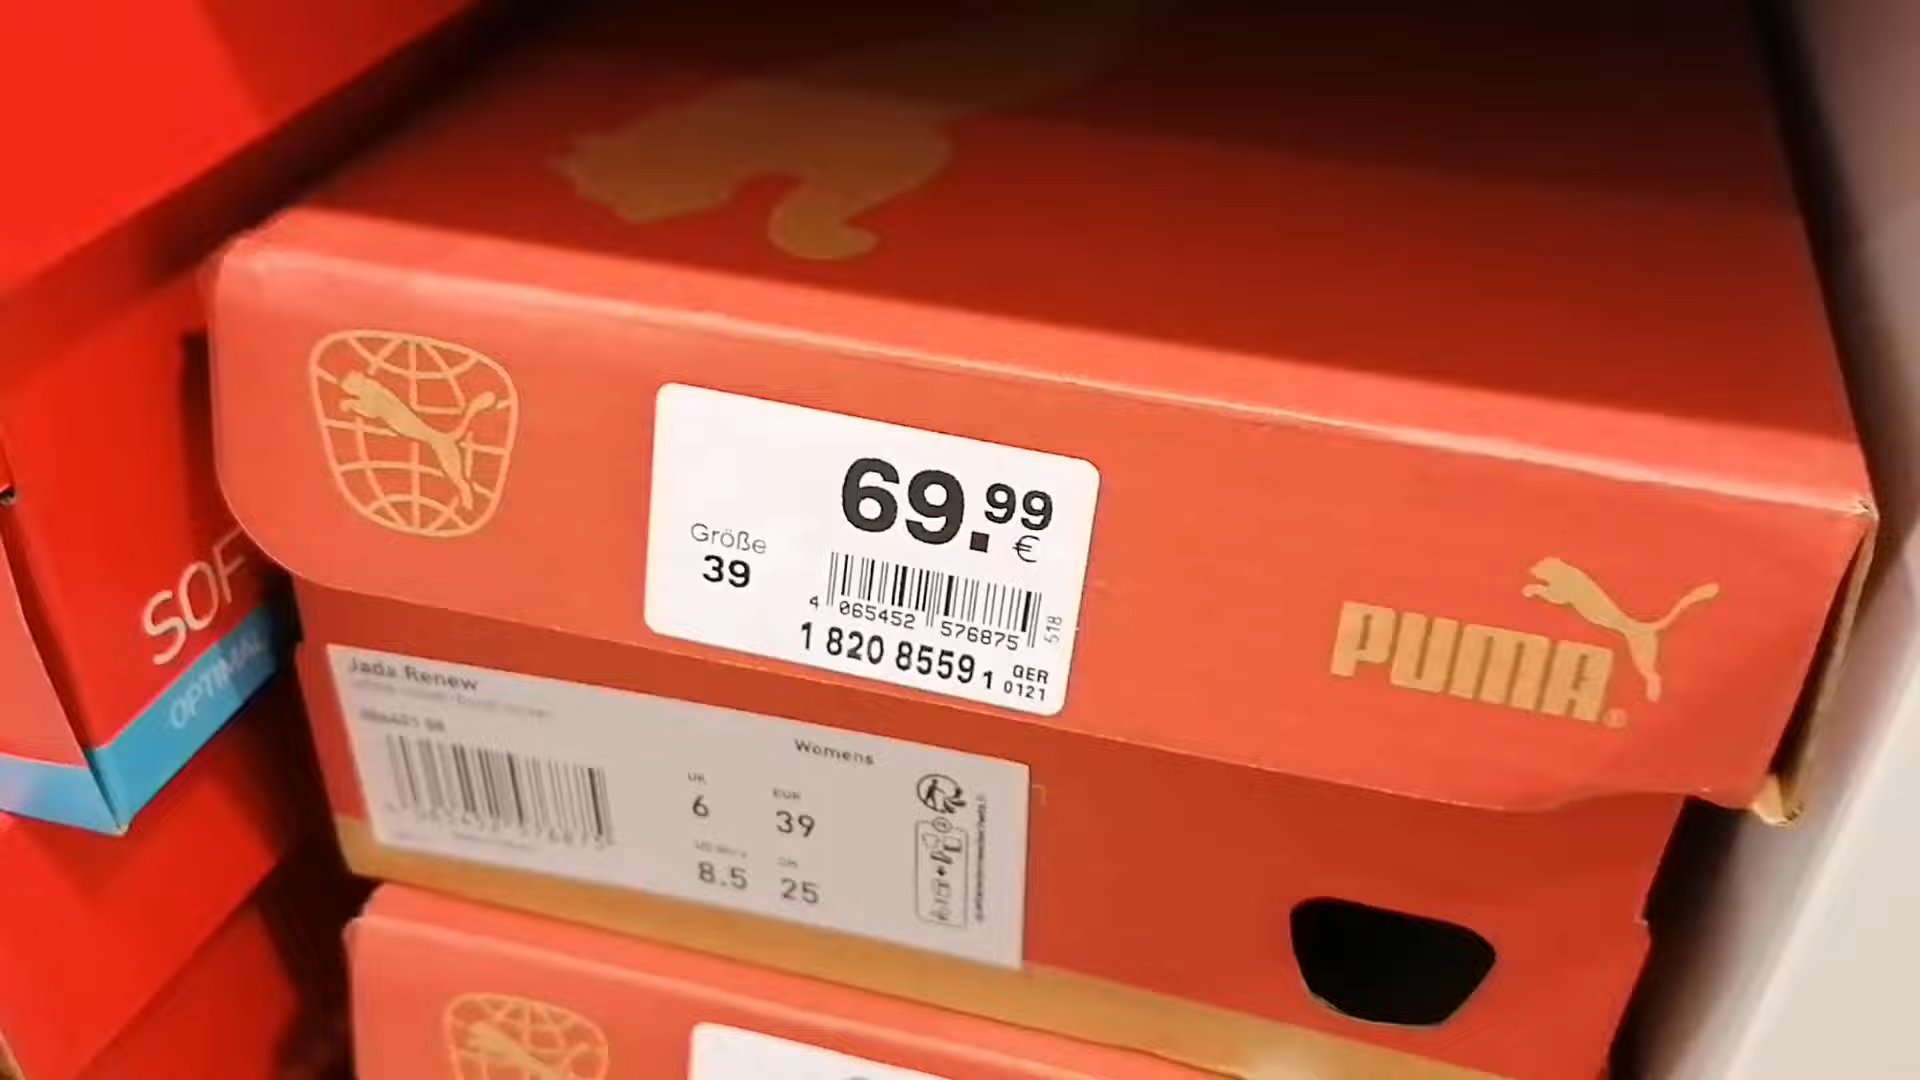 69.99
€
Größe
39
4 065452 576875
518
1 820 8559 1
GER
0121
PUMA
SOF
OPTIMAL
Jada Renew
Womens
UK
6
EUR
39
8.5
CM
25